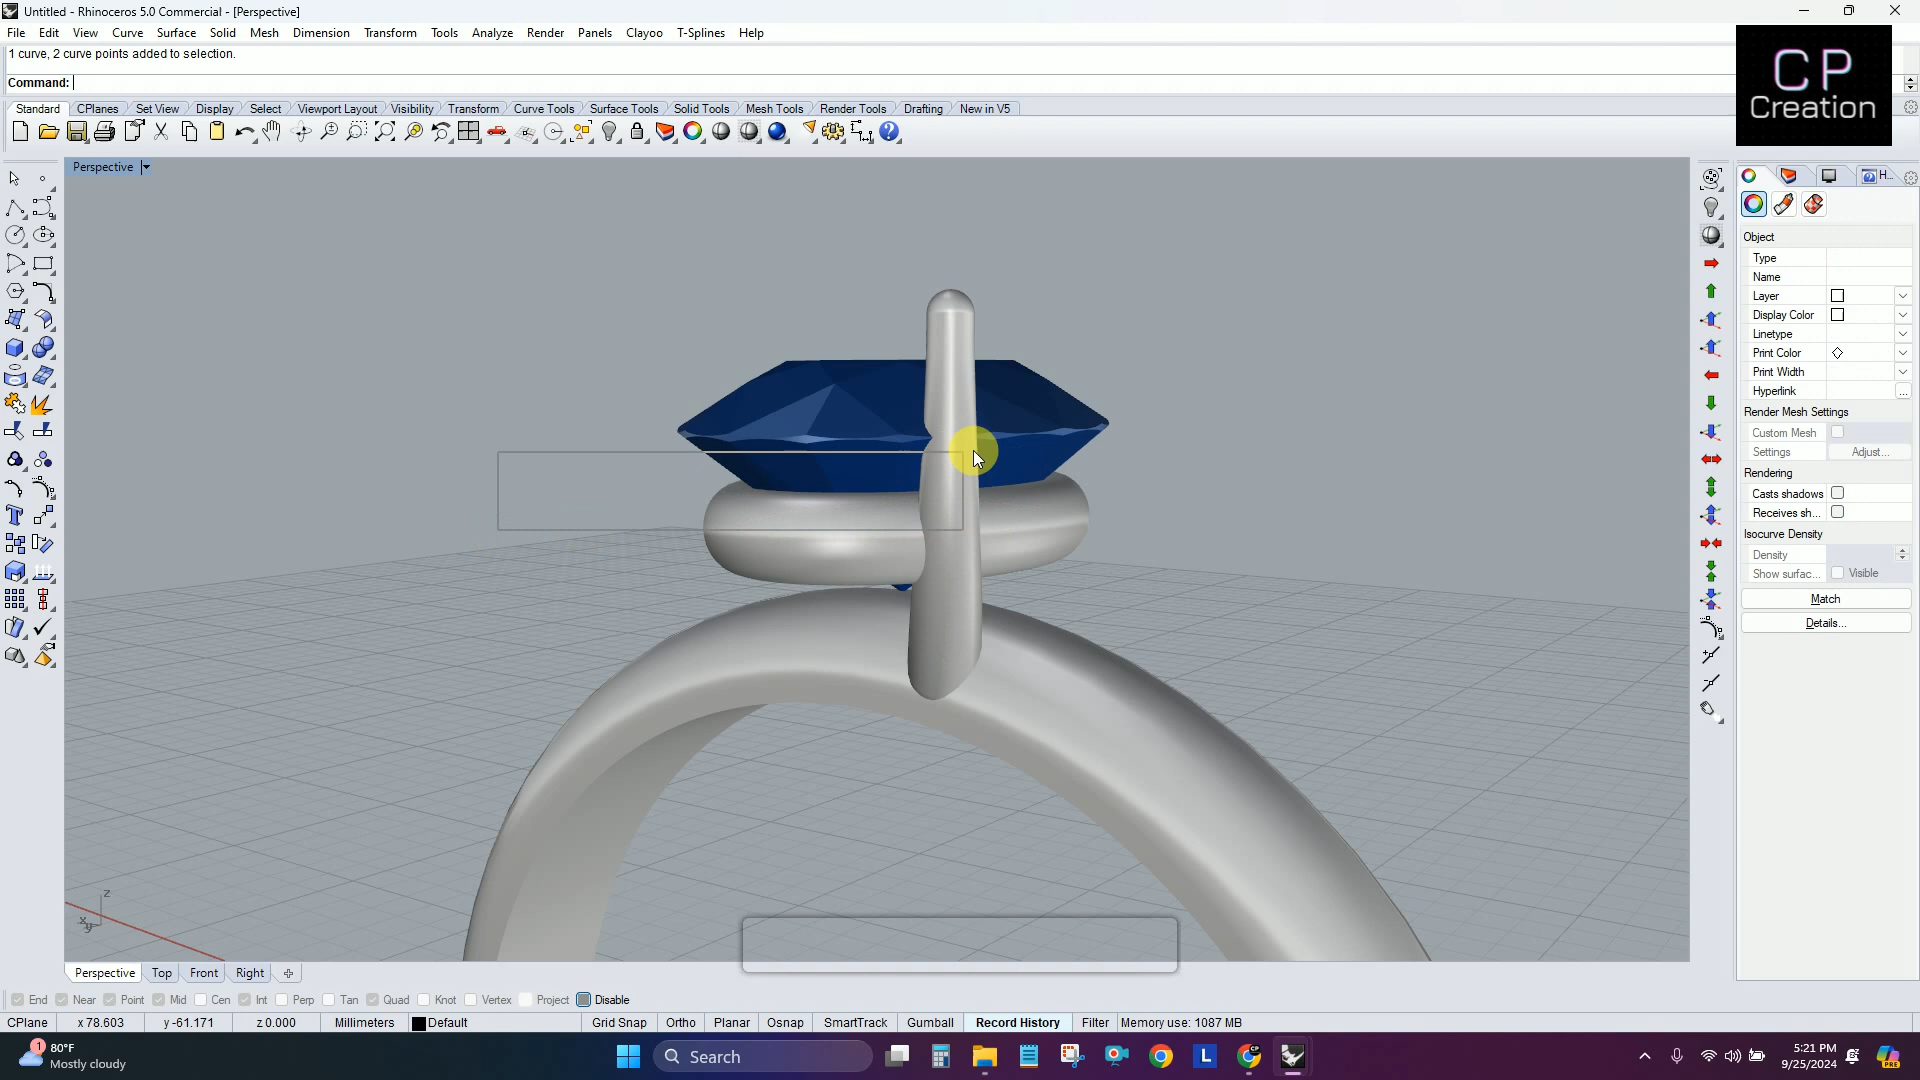 Untitled - Rhinoceros 5.0 Commercial - [Perspective]
File Edit View Curve Surface Solid Mesh Dimension Transform Tools Analyze Render Panels Clayoo T-Splines Help
1 curve, 2 curve points added to selection.
Command:
CP
Creation
Standard CPlanes Set View Display Select Viewport Layout Visibility Transform Curve Tools Surface Tools Solid Tools Mesh Tools Render Tools Drafting New in V5
Perspective
H...
Object
Type
Name
Layer
Display Color
Linetype
Print Color
Print Width
Hyperlink
...
Render Mesh Settings
Custom Mesh
Settings Adjust...
Rendering
Casts shadows
Receives sh...
Isocurve Density
Density
Show surfac... Visible
Match
Details...
z
x
y
Perspective Top Front Right
End Near Point Mid Cen Int Perp Tan Quad Knot Vertex Project Disable
CPlane x 78.603 y -61.171 z 0.000 Millimeters Default Grid Snap Ortho Planar Osnap SmartTrack Gumball Record History Filter Memory use: 1087 MB
1
80°F
Mostly cloudy
Search
L
CP
5:21 PM
9/25/2024
PRE